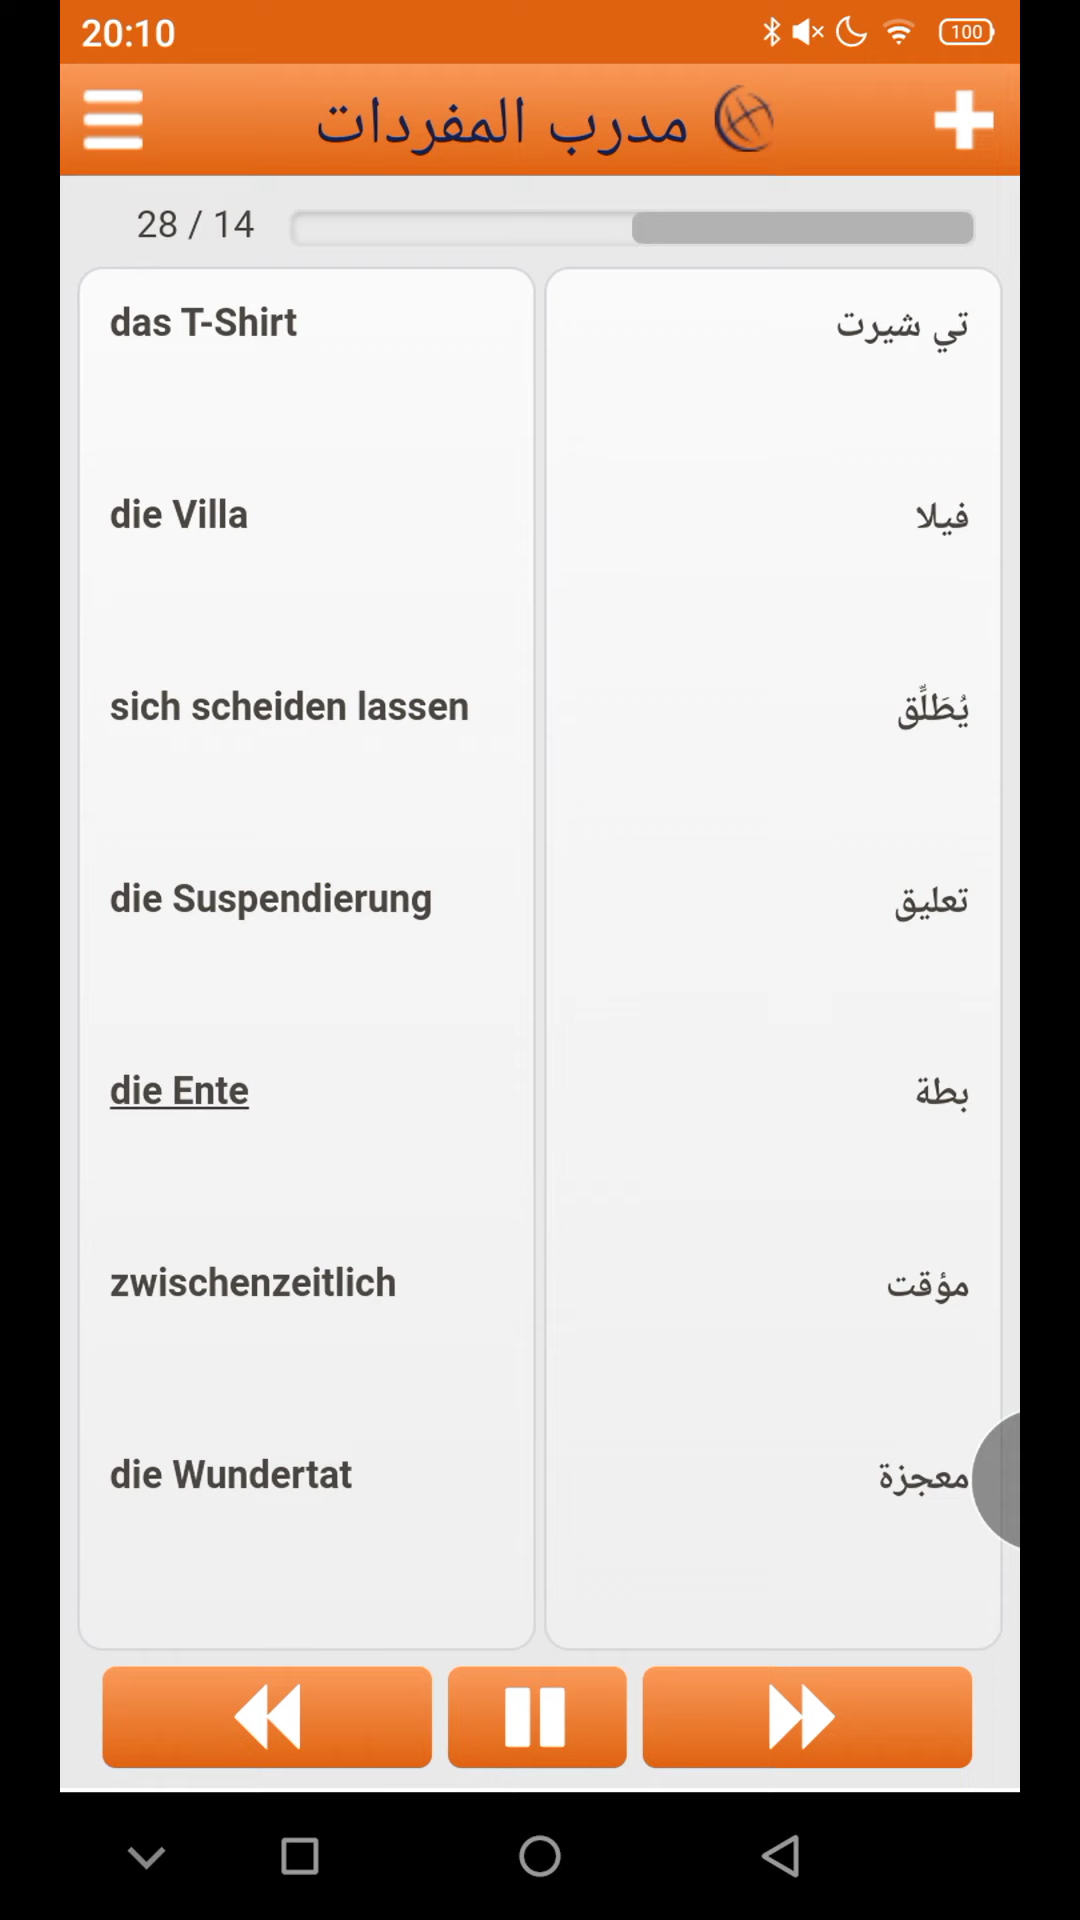 20:10
100
مدرب المفردات
28 / 14
das T-Shirt
تي شيرت
die Villa
فيلا
sich scheiden lassen
يُطَلِّق
die Suspendierung
تعليق
die Ente
بطة
zwischenzeitlich
مؤقت
die Wundertat
معجزة